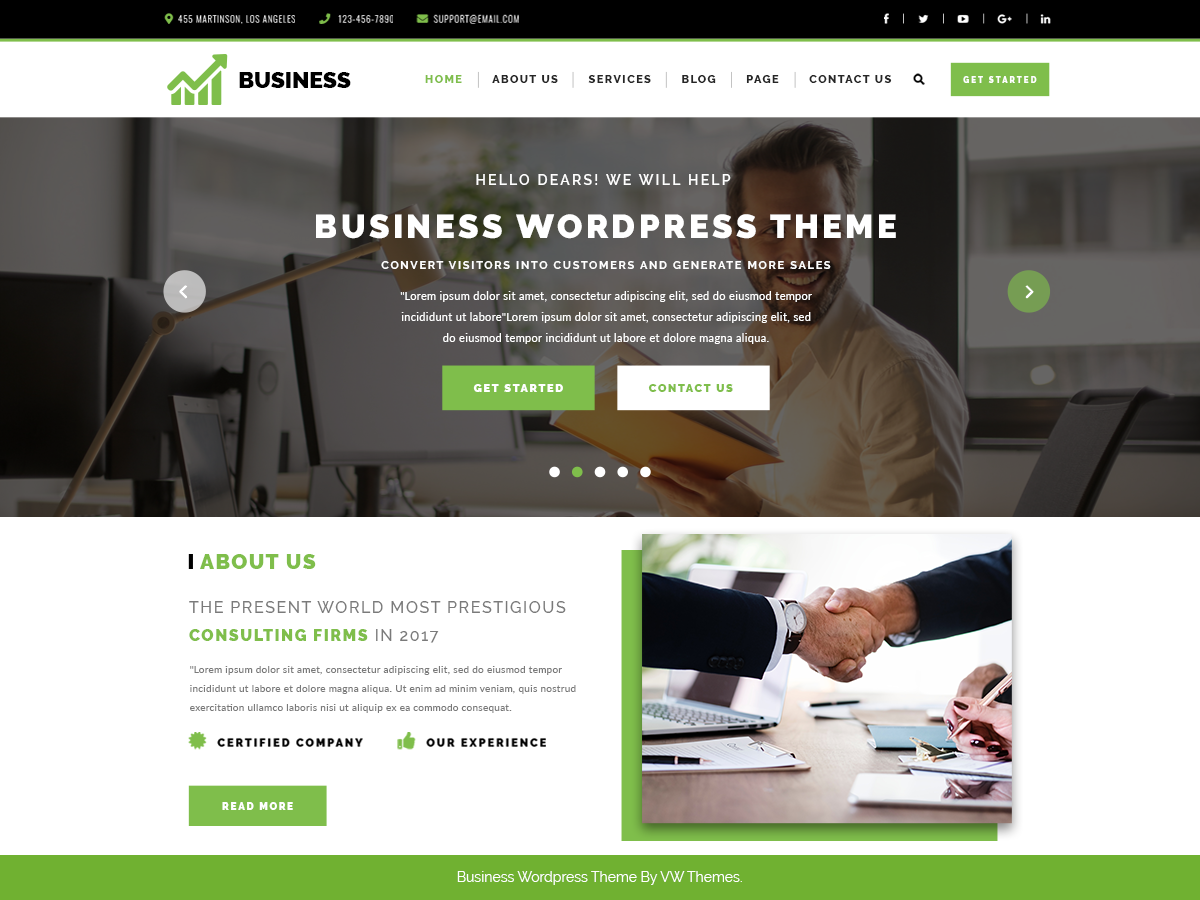 455 MARTINSON, LOS ANGELES
123-456-7890
SUPPORT@EMAIL.COM
BUSINESS
HOME
ABOUT US
SERVICES
BLOG
PAGE
CONTACT US
GET STARTED
HELLO DEARS! WE WILL HELP
BUSINESS WORDPRESS THEME
CONVERT VISITORS INTO CUSTOMERS AND GENERATE MORE SALES
"Lorem ipsum dolor sit amet, consectetur adipiscing elit, sed do eiusmod tempor
incididunt ut labore"Lorem ipsum dolor sit amet, consectetur adipiscing elit, sed
do eiusmod tempor incididunt ut labore et dolore magna aliqua.
GET STARTED
CONTACT US
ABOUT US
THE PRESENT WORLD MOST PRESTIGIOUS
CONSULTING FIRMS IN 2017
"Lorem ipsum dolor sit amet, consectetur adipiscing elit, sed do eiusmod tempor
incididunt ut labore et dolore magna aliqua. Ut enim ad minim veniam, quis nostrud
exercitation ullamco laboris nisi ut aliquip ex ea commodo consequat.
CERTIFIED COMPANY
OUR EXPERIENCE
READ MORE
Business Wordpress Theme By VW Themes.